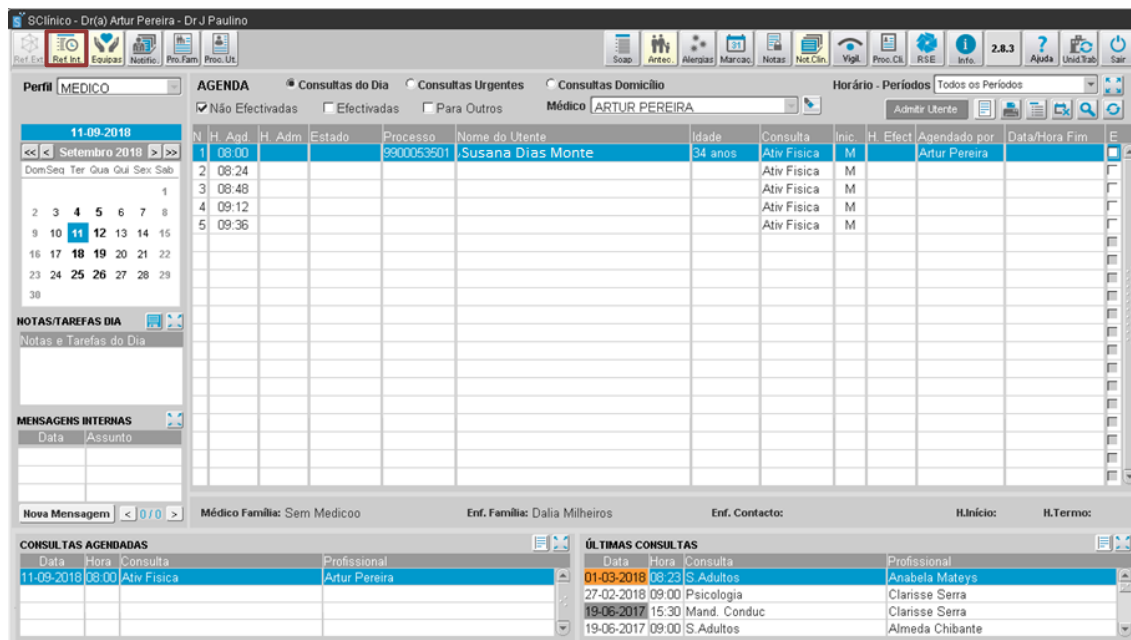 SClínico - Dr(a) Artur Pereira - Dr J Paulino
Ref.Ext Ref.Int. Equipas Notific. Pro.Fam Proc. Ut. Soap Antec. Alergias Marcac. Notas Not.Clin. Vigil. Proc.Cli. RSE Info. 2.8.3 Ajuda Unid.Trab Sair
Perfil MEDICO
AGENDA Consultas do Dia Consultas Urgentes Consultas Domicílio Horário - Períodos Todos os Períodos
Não Efectivadas Efectivadas Para Outros Médico ARTUR PEREIRA Admitir Utente
11-09-2018
<< < Setembro 2018 > >>
Dom Seg Ter Qua Qui Sex Sab
1
2 3 4 5 6 7 8
9 10 11 12 13 14 15
16 17 18 19 20 21 22
23 24 25 26 27 28 29
30
N H. Agd. H. Adm Estado Processo Nome do Utente Idade Consulta Inic. H. Efect Agendado por Data/Hora Fim E
1 08:00 9900053501 Susana Dias Monte 34 anos Ativ Fisica M Artur Pereira
2 08:24 Ativ Fisica M
3 08:48 Ativ Fisica M
4 09:12 Ativ Fisica M
5 09:36 Ativ Fisica M
NOTAS/TAREFAS DIA
Notas e Tarefas do Dia
MENSAGENS INTERNAS
Data Assunto
Nova Mensagem < 0 / 0 >
Médico Família: Sem Medicoo Enf. Família: Dalia Milheiros Enf. Contacto: H.Início: H.Termo:
CONSULTAS AGENDADAS
Data Hora Consulta Profissional
11-09-2018 08:00 Ativ Fisica Artur Pereira
ÚLTIMAS CONSULTAS
Data Hora Consulta Profissional
01-03-2018 08:23 S.Adultos Anabela Mateys
27-02-2018 09:00 Psicologia Clarisse Serra
19-06-2017 15:30 Mand. Conduc Clarisse Serra
19-06-2017 09:00 S.Adultos Almeda Chibante